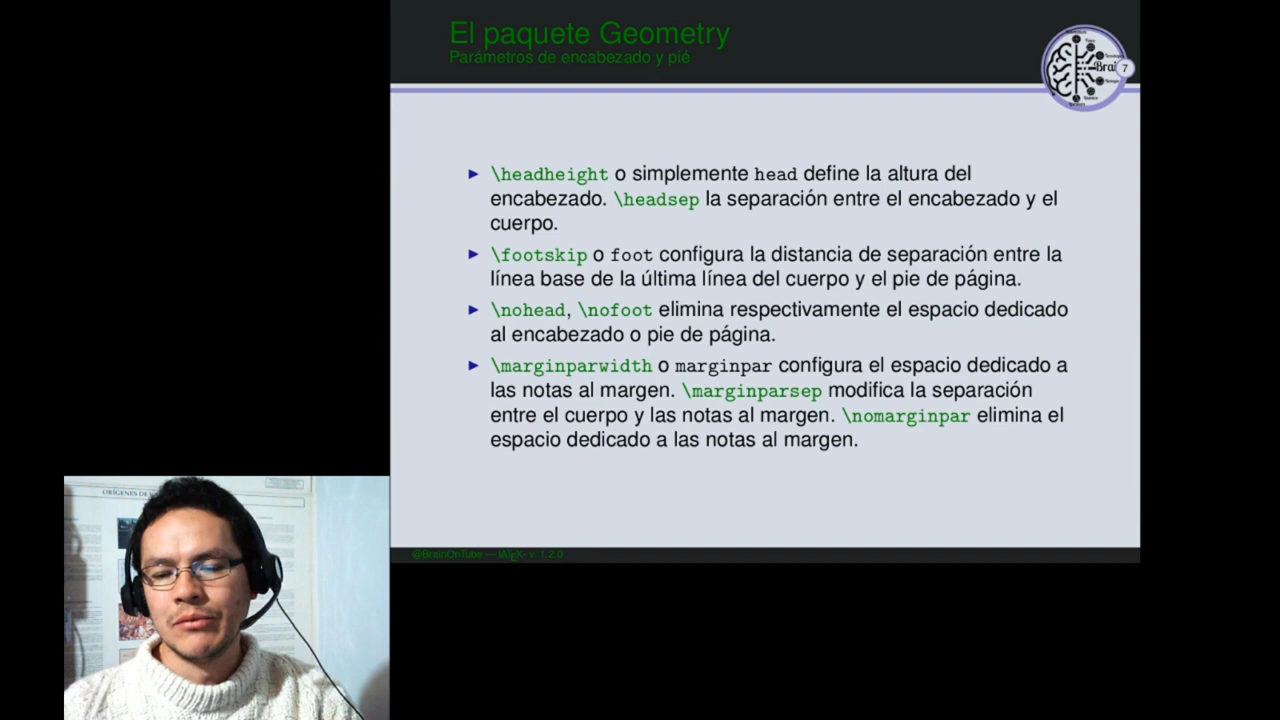 El paquete Geometry
Parámetros de encabezado y pié
Brai
7
\headheight o simplemente head define la altura del
encabezado. \headsep la separación entre el encabezado y el
cuerpo.
\footskip o foot configura la distancia de separación entre la
línea base de la última línea del cuerpo y el pie de página.
\nohead, \nofoot elimina respectivamente el espacio dedicado
al encabezado o pie de página.
\marginparwidth o marginpar configura el espacio dedicado a
las notas al margen. \marginparsep modifica la separación
entre el cuerpo y las notas al margen. \nomarginpar elimina el
espacio dedicado a las notas al margen.
ORÍGENES DE
@BrainOnTube — LATEX- v. 1.2.0